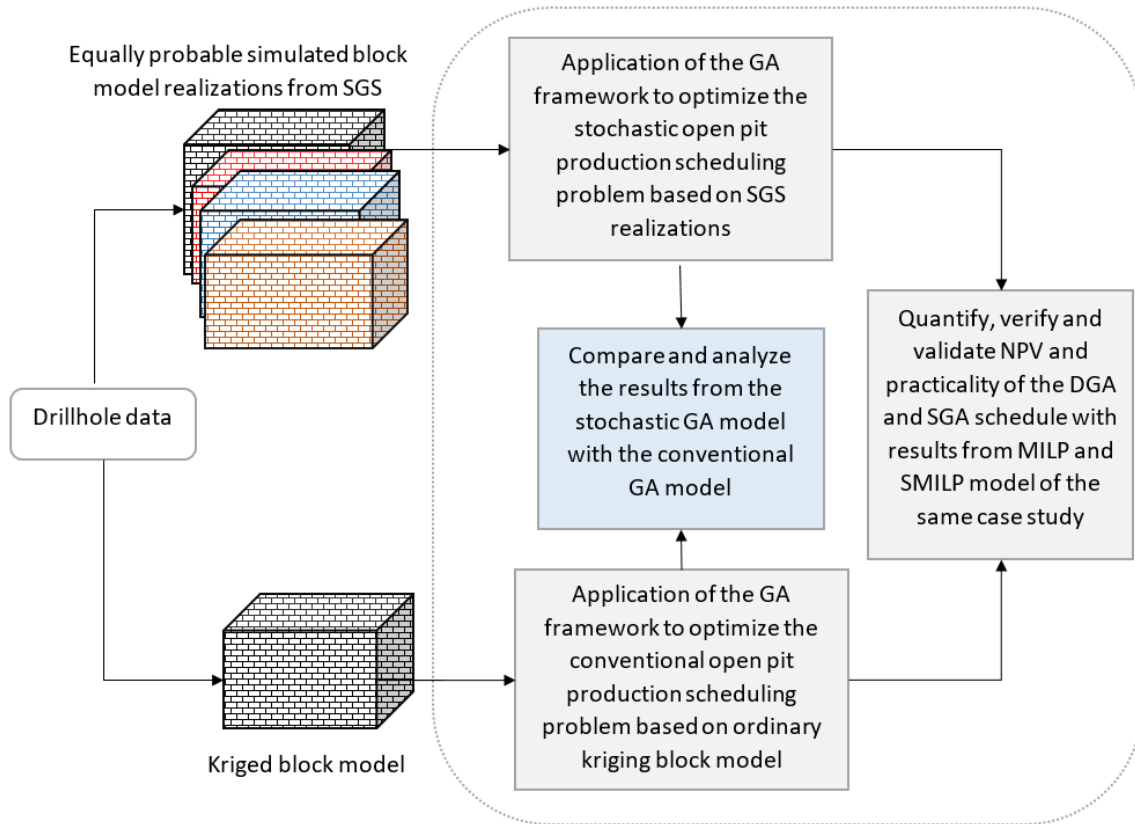 Equally probable simulated block
model realizations from SGS
Application of the GA
framework to optimize the
stochastic open pit
production scheduling
problem based on SGS
realizations
Compare and analyze
the results from the
stochastic GA model
with the conventional
GA model
Quantify, verify and
validate NPV and
practicality of the DGA
and SGA schedule with
results from MILP and
SMILP model of the
same case study
Drillhole data
Application of the GA
framework to optimize the
conventional open pit
production scheduling
problem based on ordinary
kriging block model
Kriged block model